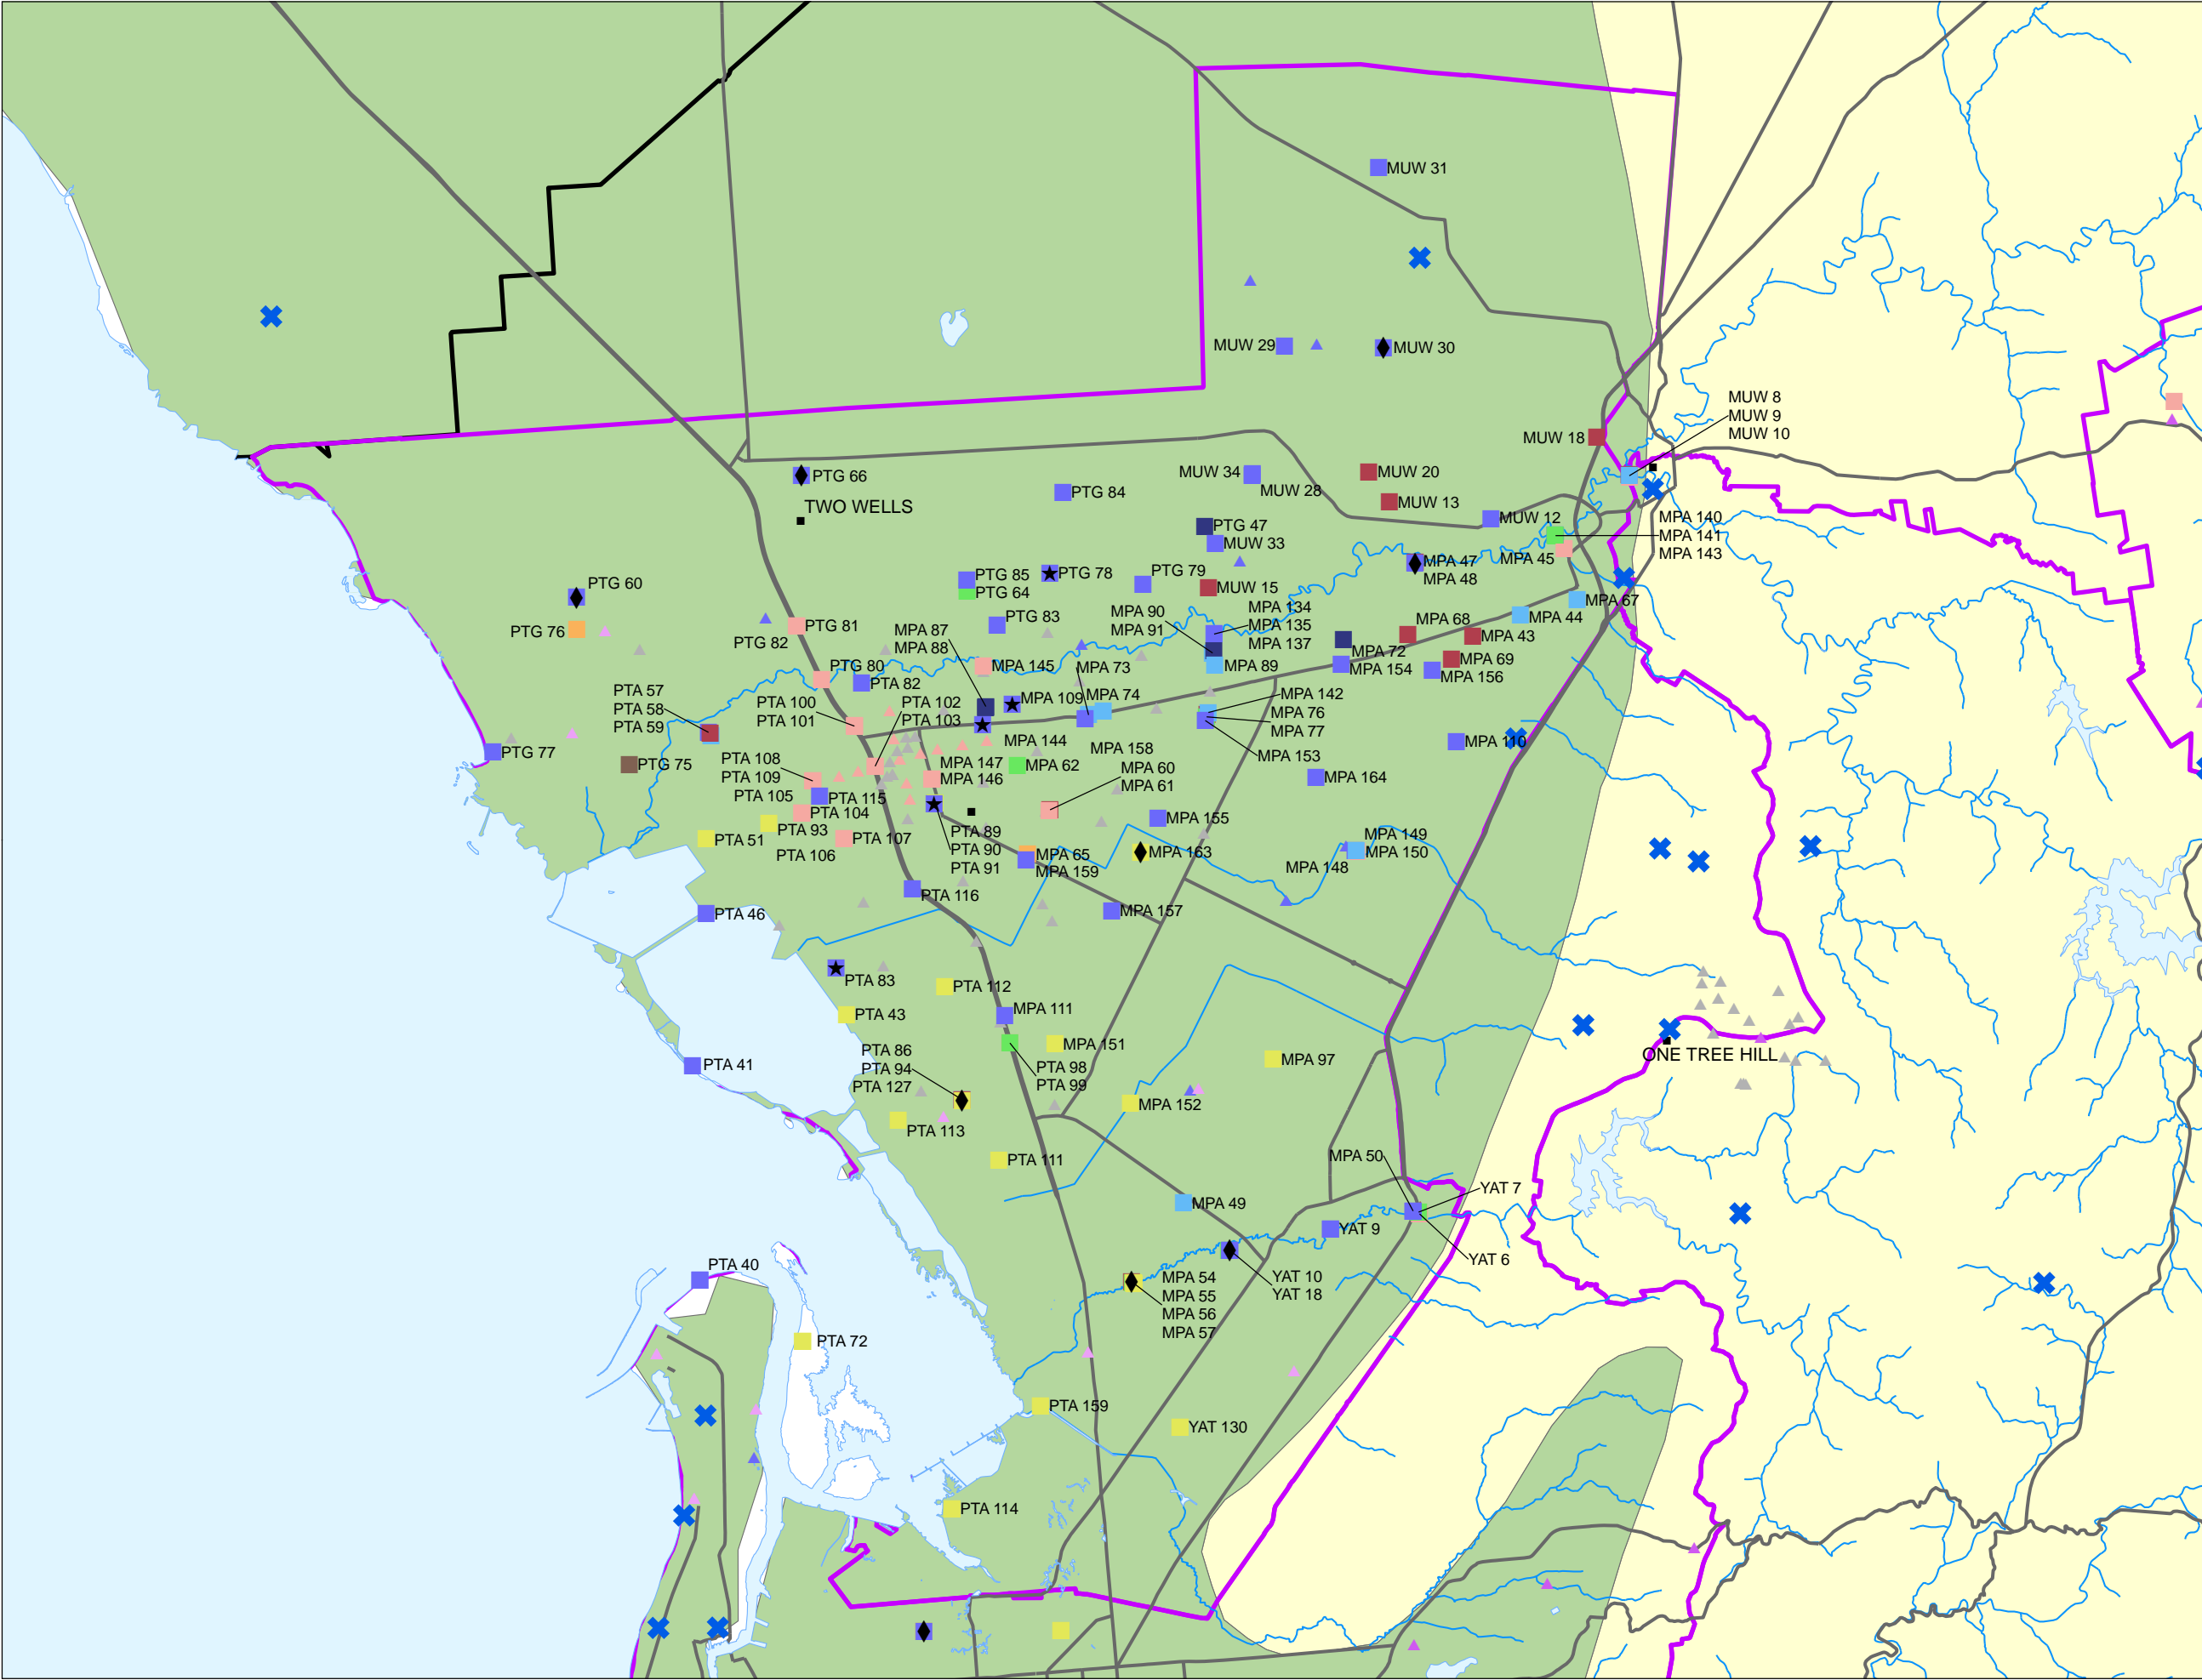 MUW 31
MUW 29
MUW 30
MUW 8
MUW 9
MUW 10
MUW 18
PTG 66
MUW 34
MUW 28
MUW 20
PTG 84
MUW 13
TWO WELLS
PTG 47
MUW 33
MUW 12
MPA 140
MPA 141
MPA 143
MPA 45
MPA 47
MPA 48
PTG 60
PTG 85
PTG 64
PTG 78
PTG 79
MUW 15
MPA 67
MPA 44
PTG 76
PTG 81
PTG 82
PTG 83
MPA 90
MPA 91
MPA 134
MPA 135
MPA 137
MPA 68
MPA 43
MPA 87
MPA 88
MPA 72
MPA 69
MPA 154
MPA 156
PTG 80
PTA 82
MPA 145
MPA 73
MPA 89
PTA 57
PTA 58
PTA 59
PTA 100
PTA 101
PTA 102
PTA 103
MPA 109
MPA 74
MPA 142
MPA 76
MPA 77
MPA 153
MPA 110
PTG 77
PTG 75
PTA 108
PTA 109
PTA 105
PTA 115
MPA 144
MPA 62
MPA 147
MPA 146
MPA 158
MPA 60
MPA 61
MPA 164
PTA 104
PTA 93
PTA 51
PTA 106
PTA 107
PTA 89
PTA 90
PTA 91
MPA 155
MPA 65
MPA 159
MPA 163
MPA 149
MPA 150
MPA 148
PTA 116
PTA 46
MPA 157
PTA 83
PTA 112
PTA 43
MPA 111
MPA 151
MPA 97
ONE TREE HILL
PTA 41
PTA 86
PTA 94
PTA 127
PTA 98
PTA 99
MPA 152
PTA 113
PTA 111
MPA 50
YAT 7
MPA 49
YAT 9
YAT 6
PTA 40
MPA 54
MPA 55
MPA 56
MPA 57
YAT 10
YAT 18
PTA 72
PTA 159
YAT 130
PTA 114